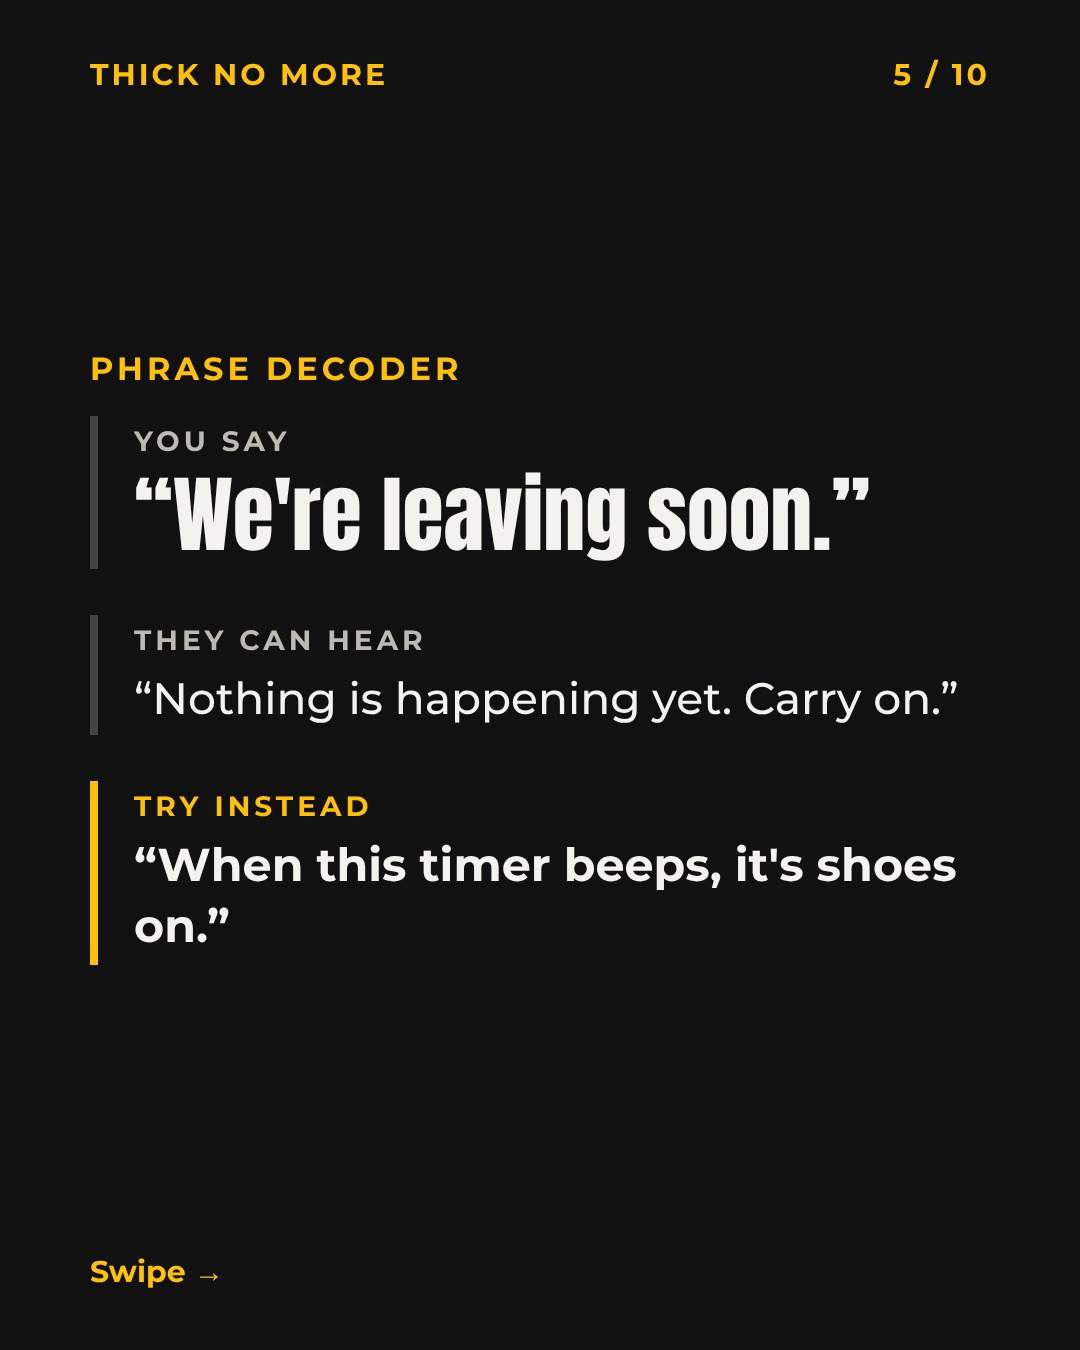 THICK NO MORE
5 / 10
PHRASE DECODER
YOU SAY
“We're leaving soon.”
THEY CAN HEAR
“Nothing is happening yet. Carry on.”
TRY INSTEAD
“When this timer beeps, it's shoes
on.”
Swipe →